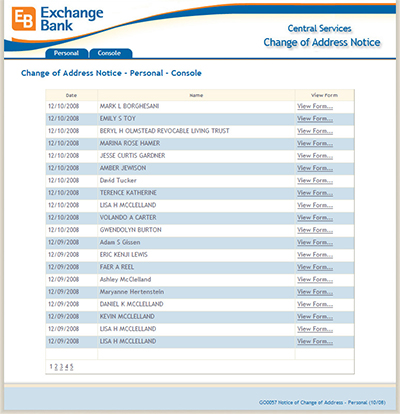 EB Exchange Bank
Central Services
Change of Address Notice
Personal Console
Change of Address Notice - Personal - Console
Date Name View Form
12/10/2008 MARK L BORGHESANI View Form...
12/10/2008 EMILY S TOY View Form...
12/10/2008 BERYL H OLMSTEAD REVOCABLE LIVING TRUST View Form...
12/10/2008 MARINA ROSE HAMER View Form...
12/10/2008 JESSE CURTIS GARDNER View Form...
12/10/2008 AMBER JEWISON View Form...
12/10/2008 David Tucker View Form...
12/10/2008 TERENCE KATHERINE View Form...
12/10/2008 LISA H MCCLELLAND View Form...
12/10/2008 VOLANDO A CARTER View Form...
12/10/2008 GWENDOLYN BURTON View Form...
12/09/2008 Adam S Gissen View Form...
12/09/2008 ERIC KENJI LEWIS View Form...
12/09/2008 FAER A REEL View Form...
12/09/2008 Ashley McClelland View Form...
12/09/2008 Maryanne Hertenstein View Form...
12/09/2008 DANIEL K MCCLELLAND View Form...
12/09/2008 KEVIN MCCLELLAND View Form...
12/09/2008 LISA H MCCLELLAND View Form...
12/09/2008 LISA H MCCLELLAND View Form...
1 2 3 4 5
GO0057 Notice of Change of Address - Personal (10/08)